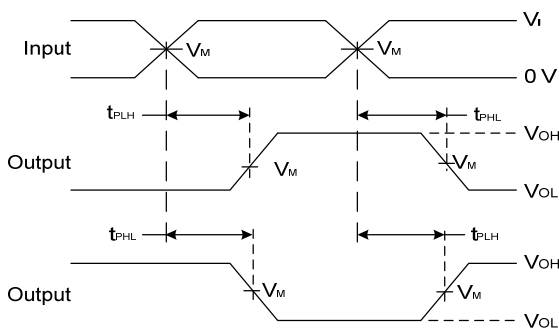 Input
VM
VM
VI
0 V
tPLH
tPHL
Output
VM
VM
VOH
VOL
tPHL
tPLH
Output
VM
VM
VOH
VOL